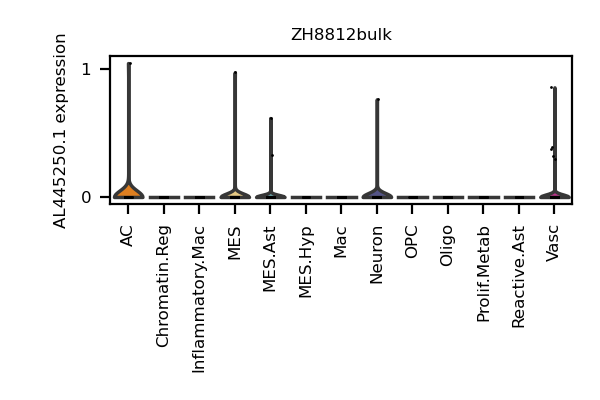 ZH8812bulk
AL445250.1 expression
1
0
AC
Chromatin.Reg
Inflammatory.Mac
MES
MES.Ast
MES.Hyp
Mac
Neuron
OPC
Oligo
Prolif.Metab
Reactive.Ast
Vasc